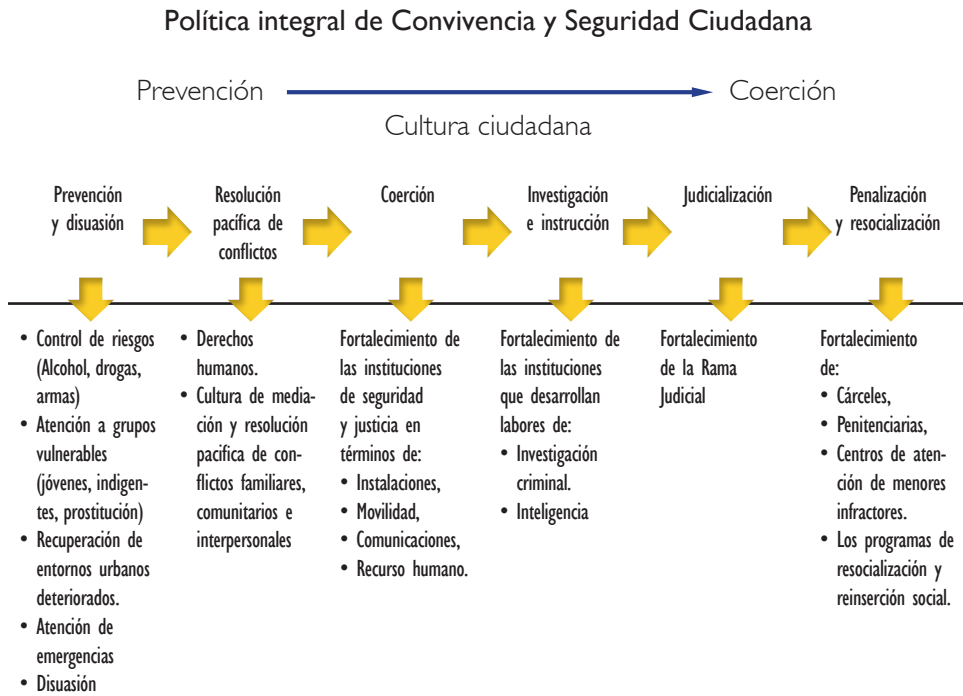 Política integral de Convivencia y Seguridad Ciudadana
Prevención
Coerción
Cultura ciudadana
Prevención
y disuasión
Resolución
pacífica de
conflictos
Coerción
Investigación
e instrucción
Judicialización
Penalización
y resocialización
• Control de riesgos
(Alcohol, drogas,
armas)
• Atención a grupos
vulnerables
(jóvenes, indigen-
tes, prostitución)
• Recuperación de
entornos urbanos
deteriorados.
• Atención de
emergencias
• Disuasión
• Derechos
humanos.
• Cultura de media-
ción y resolución
pacifica de con-
flictos familiares,
comunitarios e
interpersonales
Fortalecimiento de
las instituciones
de seguridad
y justicia en
términos de:
• Instalaciones,
• Movilidad,
• Comunicaciones,
• Recurso humano.
Fortalecimiento de
las instituciones
que desarrollan
labores de:
• Investigación
criminal.
• Inteligencia
Fortalecimiento
de la Rama
Judicial
Fortalecimiento
de:
• Cárceles,
• Penitenciarias,
• Centros de aten-
ción de menores
infractores.
• Los programas de
resocialización y
reinserción social.